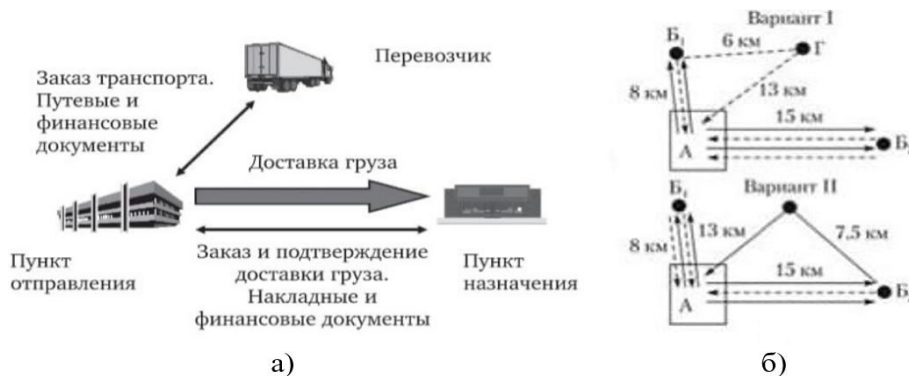 Заказ транспорта.
Путевые и
финансовые
документы
Перевозчик
Доставка груза
Пункт
отправления
Заказ и подтверждение
доставки груза.
Накладные и
финансовые документы
Пункт
назначения
а)
Вариант I
Б₁
6 км
Г
8 км
13 км
15 км
А
Б
Вариант II
Б₁
8 км
13 км
7,5 км
15 км
А
Б
б)